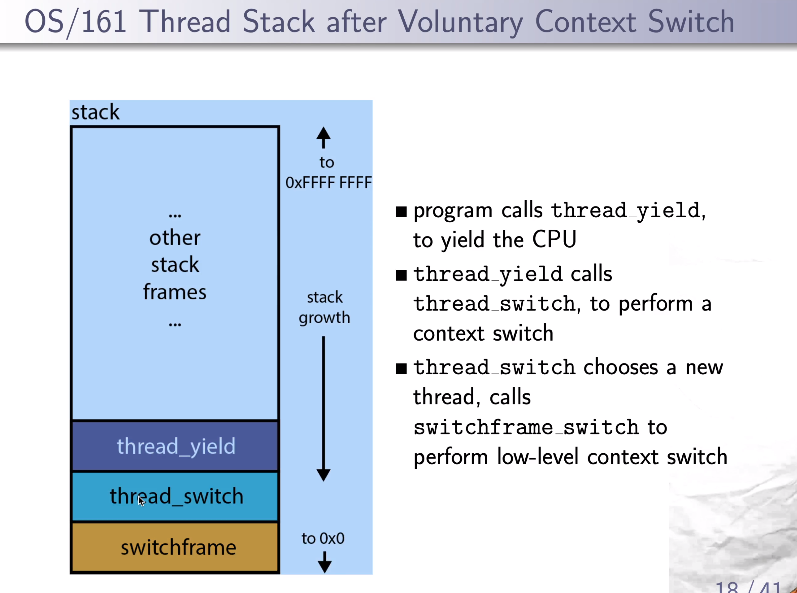 OS/161 Thread Stack after Voluntary Context Switch
stack
to
0xFFFF FFFF
...
other
stack
frames
...
stack
growth
thread_yield
thread_switch
switchframe
to 0x0
■ program calls thread_yield,
to yield the CPU
■ thread_yield calls
thread_switch, to perform a
context switch
■ thread_switch chooses a new
thread, calls
switchframe_switch to
perform low-level context switch
18 / 41